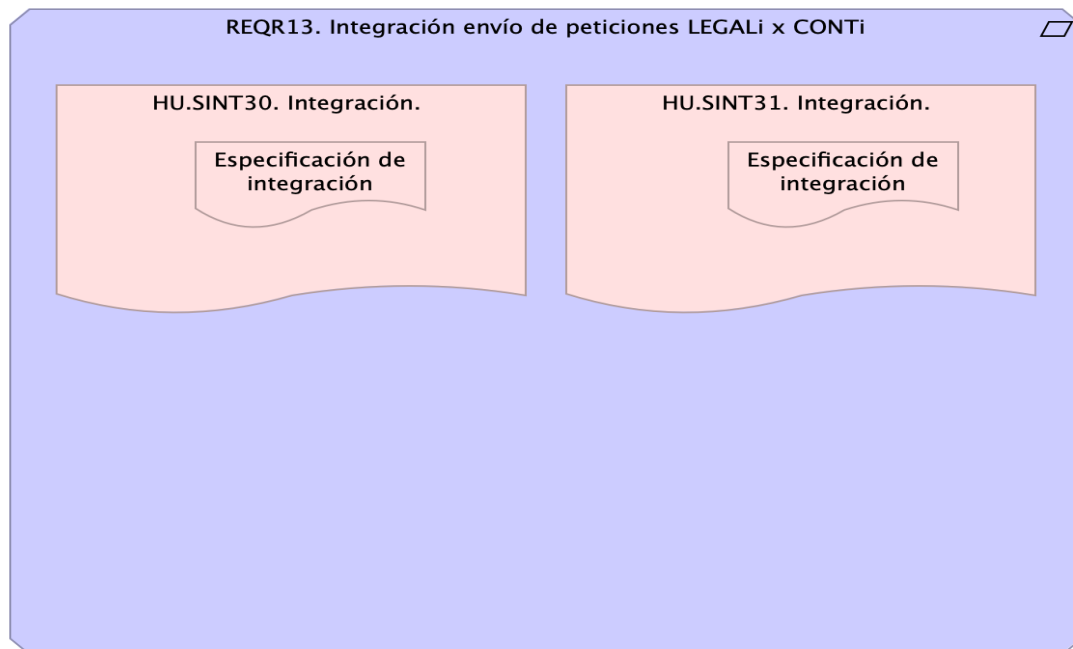 REQR13. Integración envío de peticiones LEGALi x CONTi
HU.SINT30. Integración.
Especificación de
integración
HU.SINT31. Integración.
Especificación de
integración